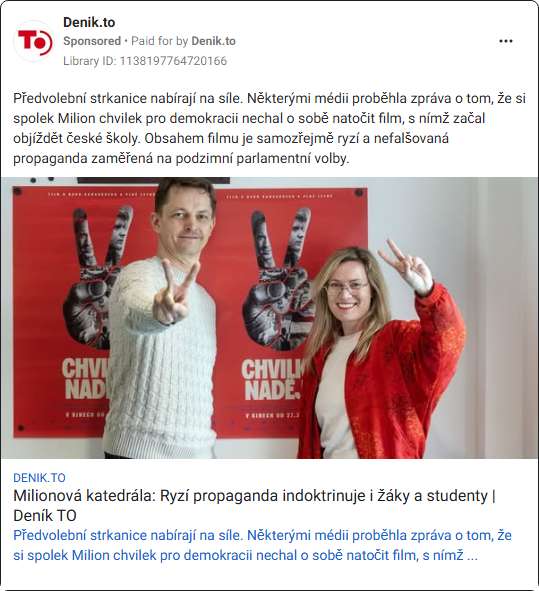 Denik.to
Sponsored • Paid for by Denik.to
Library ID: 1138197764720166
Předvolební strkanice nabírají na síle. Některými médii proběhla zpráva o tom, že si
spolek Milion chvilek pro demokracii nechal o sobě natočit film, s nímž začal
objíždět české školy. Obsahem filmu je samozřejmě ryzí a nefalšovaná
propaganda zaměřená na podzimní parlamentní volby.
CHVILK
NADĚJ
V KINECH OD
CHVILK
NADĚJ
V KINECH OD 27.3
DENIK.TO
Milionová katedrála: Ryzí propaganda indoktrinuje i žáky a studenty |
Deník TO
Předvolební strkanice nabírají na síle. Některými médii proběhla zpráva o tom, že
si spolek Milion chvilek pro demokracii nechal o sobě natočit film, s nímž ...